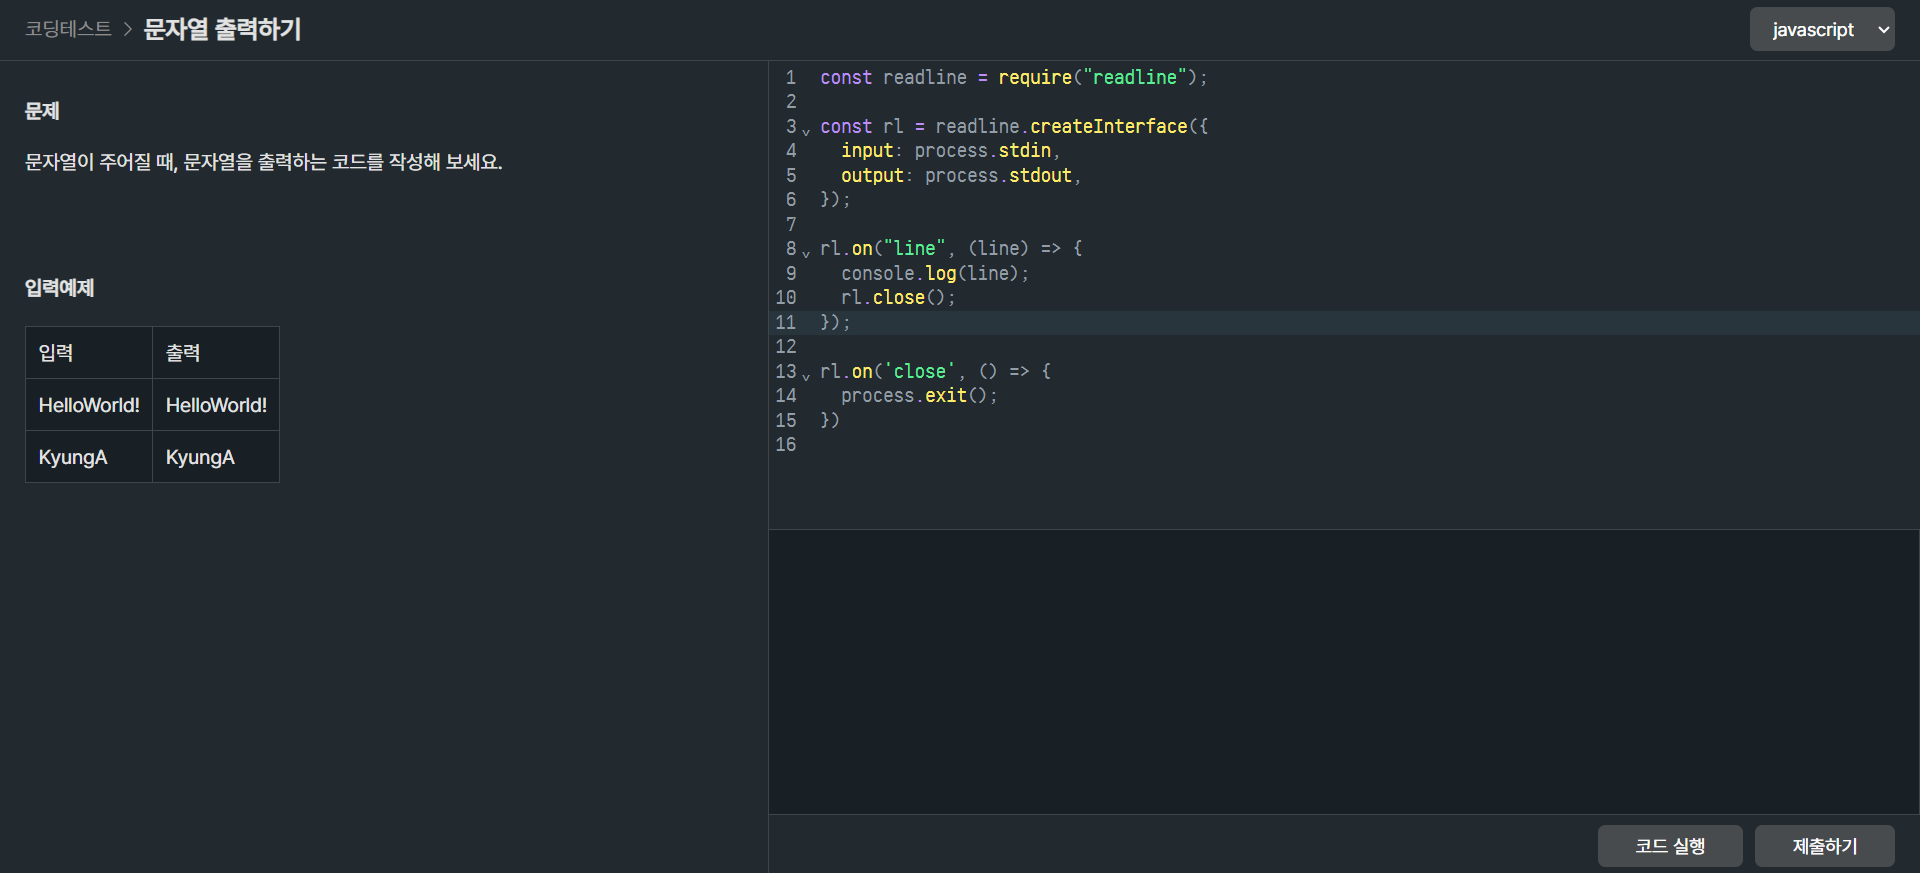 코딩테스트 > 문자열 출력하기
javascript
문제
문자열이 주어질 때, 문자열을 출력하는 코드를 작성해 보세요.
입력예제
입력 출력
HelloWorld! HelloWorld!
KyungA KyungA
1 const readline = require("readline");
2
3 const rl = readline.createInterface({
4   input: process.stdin,
5   output: process.stdout,
6 });
7
8 rl.on("line", (line) => {
9   console.log(line);
10   rl.close();
11 });
12
13 rl.on('close', () => {
14   process.exit();
15 })
16
코드 실행 제출하기